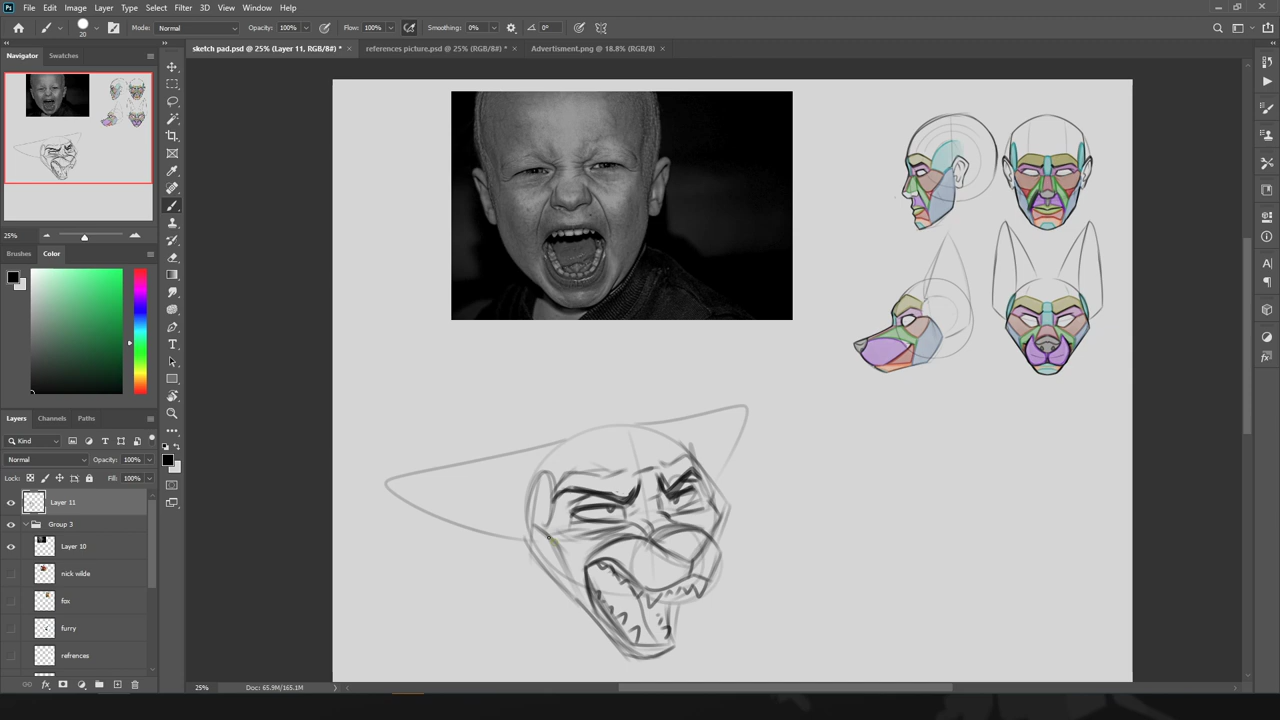 Ps File Edit Image Layer Type Select Filter 3D View Window Help
20 Mode: Normal Opacity: 100% Flow: 100% Smoothing: 0% 0°
sketch pad.psd @ 25% (Layer 11, RGB/8#) * × references picture.psd @ 25% (RGB/8#) * × Advertisment.png @ 18.8% (RGB/8) ×
Navigator Swatches
25%
Brushes Color
Layers Channels Paths
Kind
Normal Opacity: 100%
Lock: Fill: 100%
Layer 11
Group 3
Layer 10
nick wilde
fox
furry
refrences
25% Doc: 65.9M/165.1M